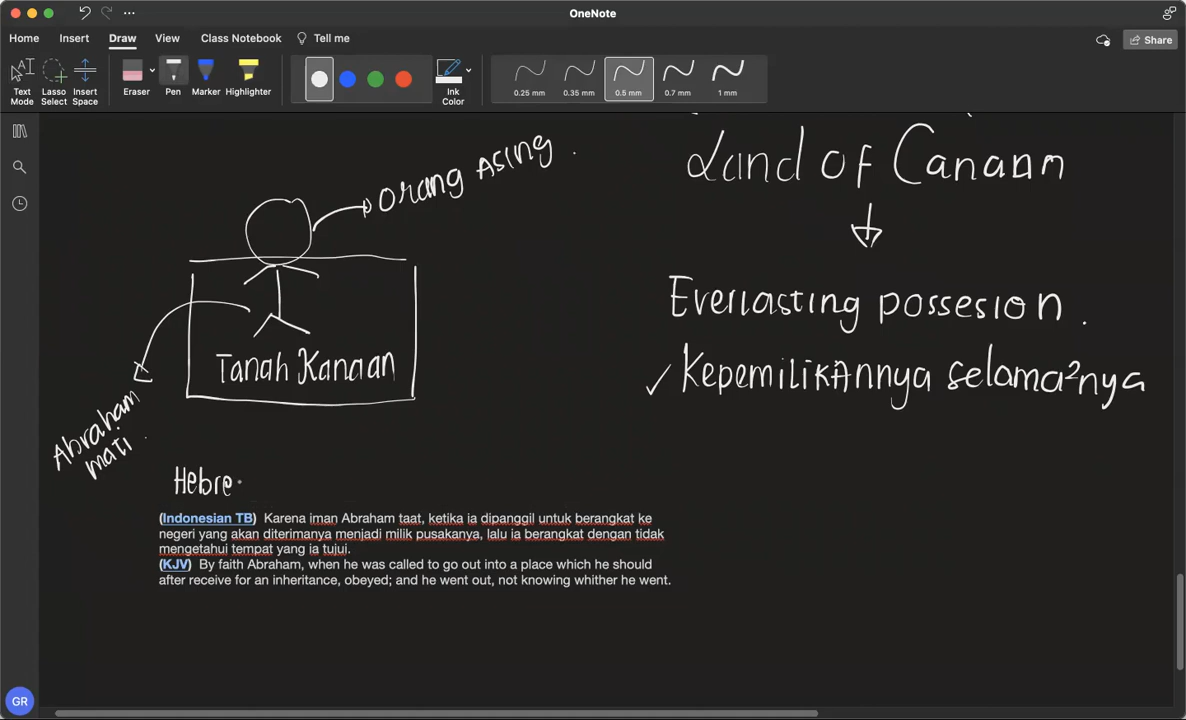 OneNote
Home Insert Draw View Class Notebook Tell me
Share
Text Mode
Lasso Select
Insert Space
Eraser
Pen
Marker
Highlighter
Ink Color
0.25 mm
0.35 mm
0.5 mm
0.7 mm
1 mm
Orang Asing .
Tanah Kanaan
Abraham
mati .
Land of Canaan
Everlasting possesion .
Kepemilikannya selama²nya
Hebre
(Indonesian TB) Karena iman Abraham taat, ketika ia dipanggil untuk berangkat ke
negeri yang akan diterimanya menjadi milik pusakanya, lalu ia berangkat dengan tidak
mengetahui tempat yang ia tujui.
(KJV) By faith Abraham, when he was called to go out into a place which he should
after receive for an inheritance, obeyed; and he went out, not knowing whither he went.
GR